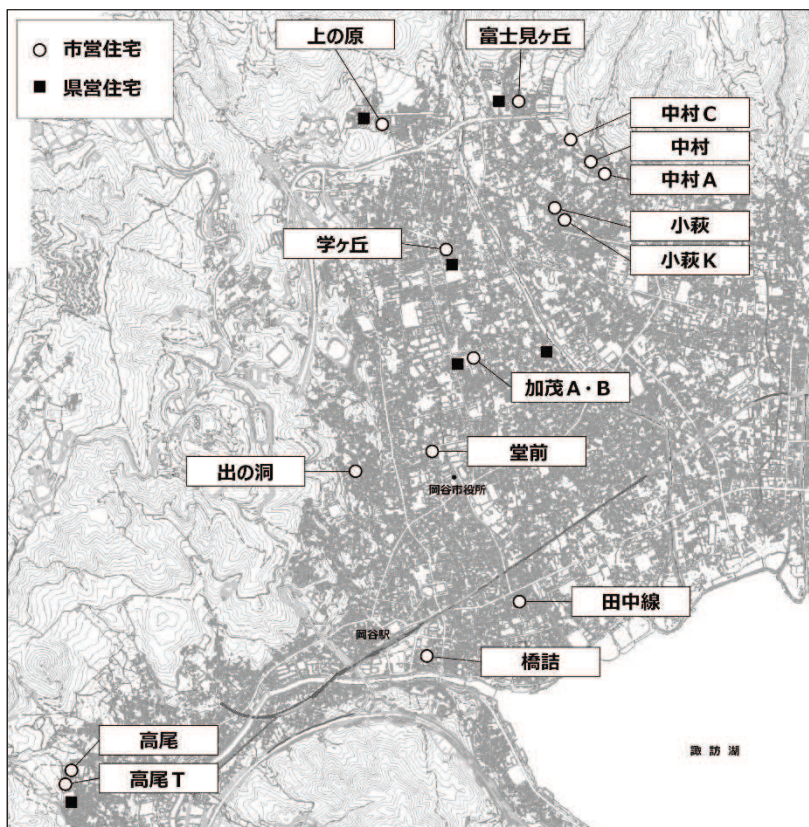 市営住宅
県営住宅
上の原
富士見ヶ丘
中村C
中村
中村A
小萩
小萩K
学ヶ丘
加茂A・B
堂前
出の洞
岡谷市役所
田中線
岡谷駅
橋詰
高尾
高尾T
諏訪湖